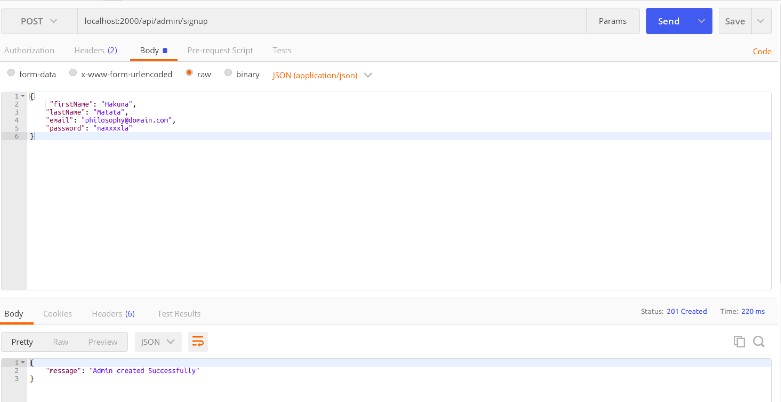 POST localhost:2000/api/admin/signup Params Send Save
Authorization Headers (2) Body Pre-request Script Tests Code
form-data x-www-form-urlencoded raw binary JSON (application/json)
1 {
2 "firstName": "Hakuna",
3 "lastName": "Matata",
4 "email": "philosophy@domain.com",
5 "password": "naxxxxla"
6 }
Body Cookies Headers (6) Test Results Status: 201 Created Time: 220 ms
Pretty Raw Preview JSON
1 {
2 "message": "Admin created Successfully"
3 }